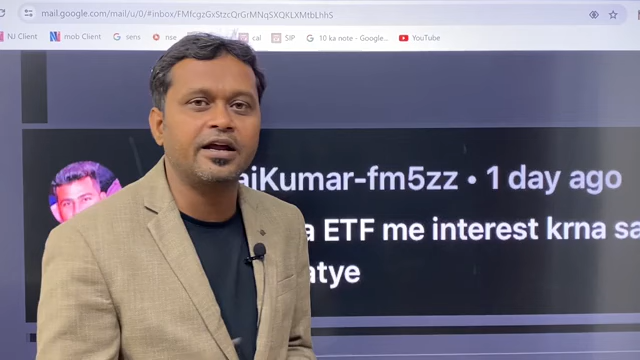 mail.google.com/mail/u/0/#inbox/FMfcgzGxStzcQrGrMNqSXQKLXMtbLhhS
NJ Client mob Client sens nse cal SIP 10 ka note - Google... YouTube
aiKumar-fm5zz • 1 day ago
a ETF me interest krna sa
atye